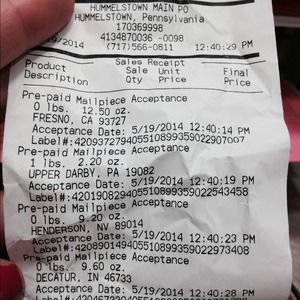 HUMMELSTOWN MAIN PO
HUMMELSTOWN, Pennsylvania
170369998
4134870036 -0098
/2014 (717)566-0811 12:40:29 PM
Sales Receipt
Product Sale Unit Final
Description Qty Price Price
Pre-paid Mailpiece Acceptance
0 lbs. 12.50 oz.
FRESNO, CA 93727
Acceptance Date: 5/19/2014 12:40:14 PM
Label#:420937279405510899359022907007
Pre-paid Mailpiece Acceptance
1 lbs. 2.20 oz.
UPPER DARBY, PA 19082
Acceptance Date: 5/19/2014 12:40:19 PM
Label#:420190829405510899359022543458
Pre-paid Mailpiece Acceptance
0 lbs. 9.20 oz.
HENDERSON, NV 89014
Acceptance Date: 5/19/2014 12:40:23 PM
Label#:420890149405510899359022973408
Pre-paid Mailpiece Acceptance
0 lbs. 9.60 oz.
DECATUR, IN 46733
Acceptance Date: 5/19/2014 12:40:28 PM